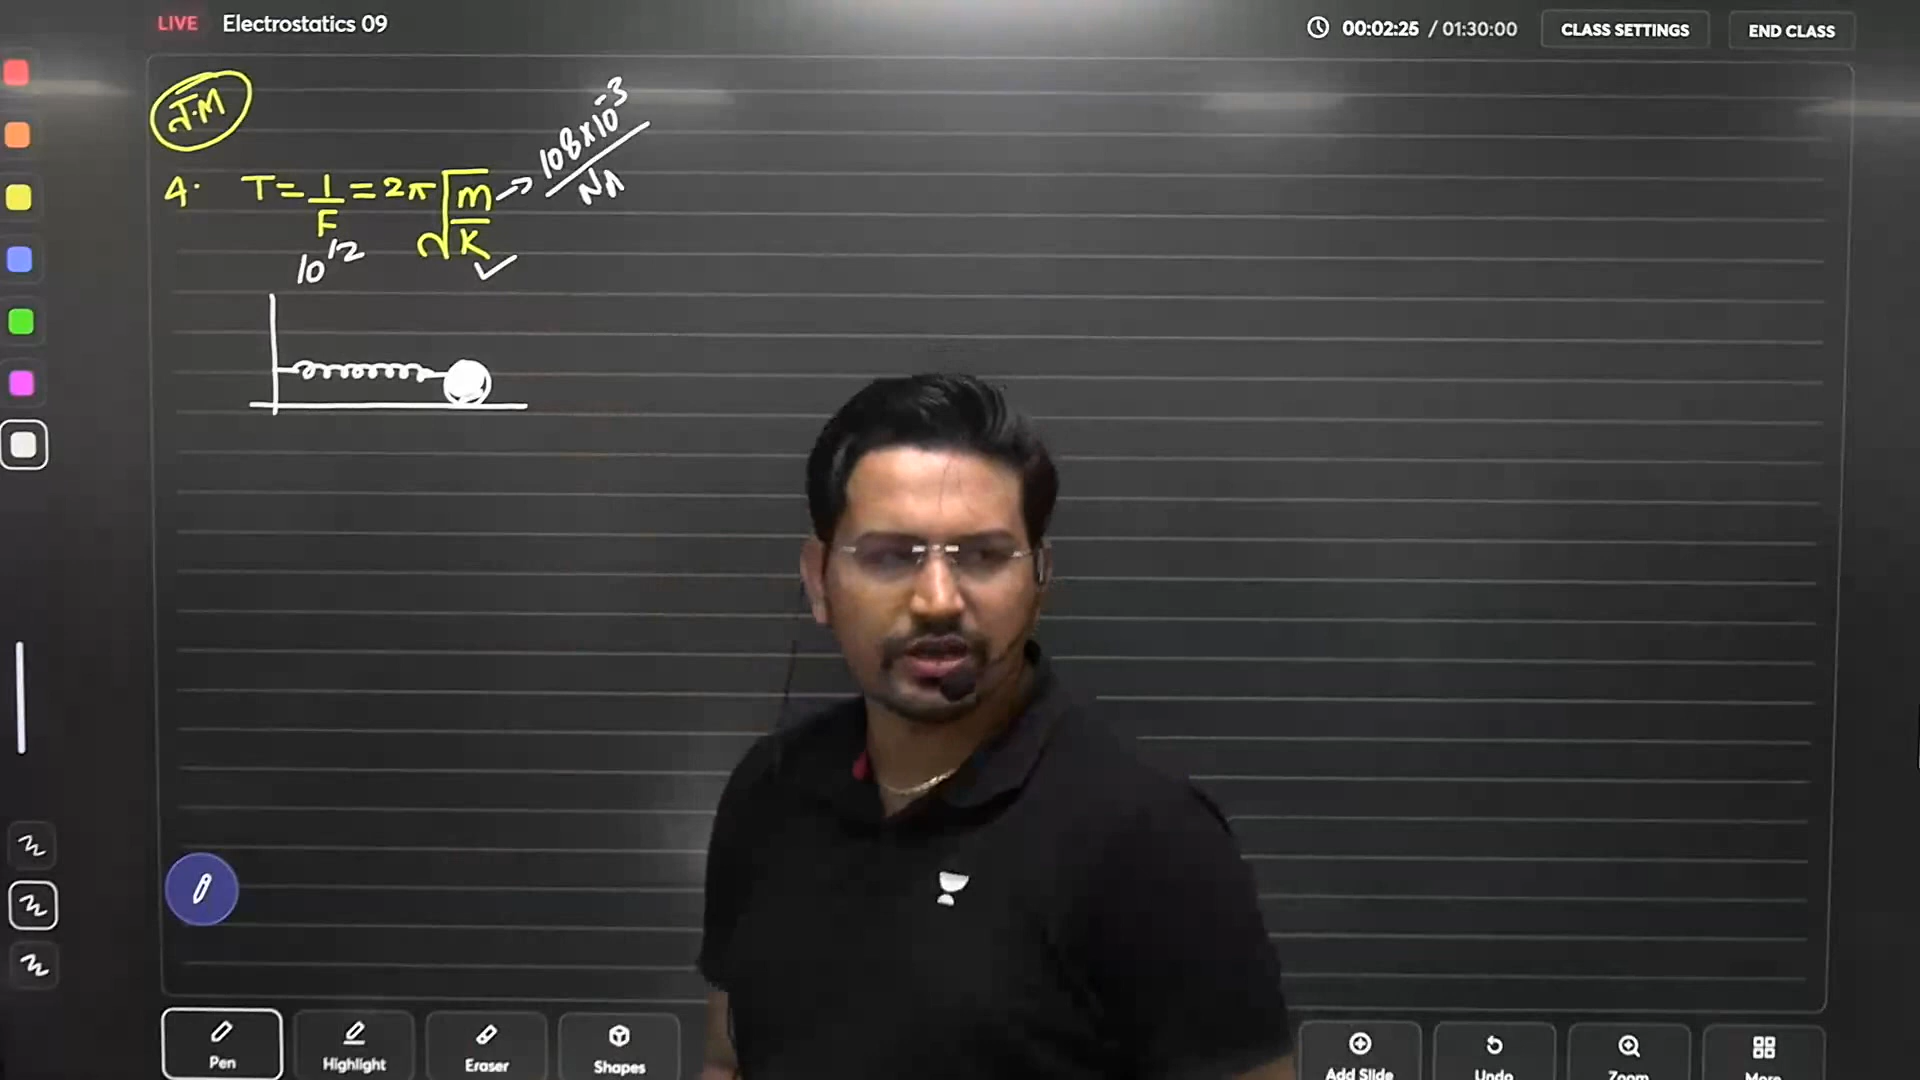 LIVE Electrostatics 09
00:02:25 / 01:30:00 CLASS SETTINGS END CLASS
J.M
4. T = 1/F = 2π √(m/K) → 108×10⁻³/NA
10¹²
Pen Highlight Eraser Shapes Add Slide Undo Zoom More